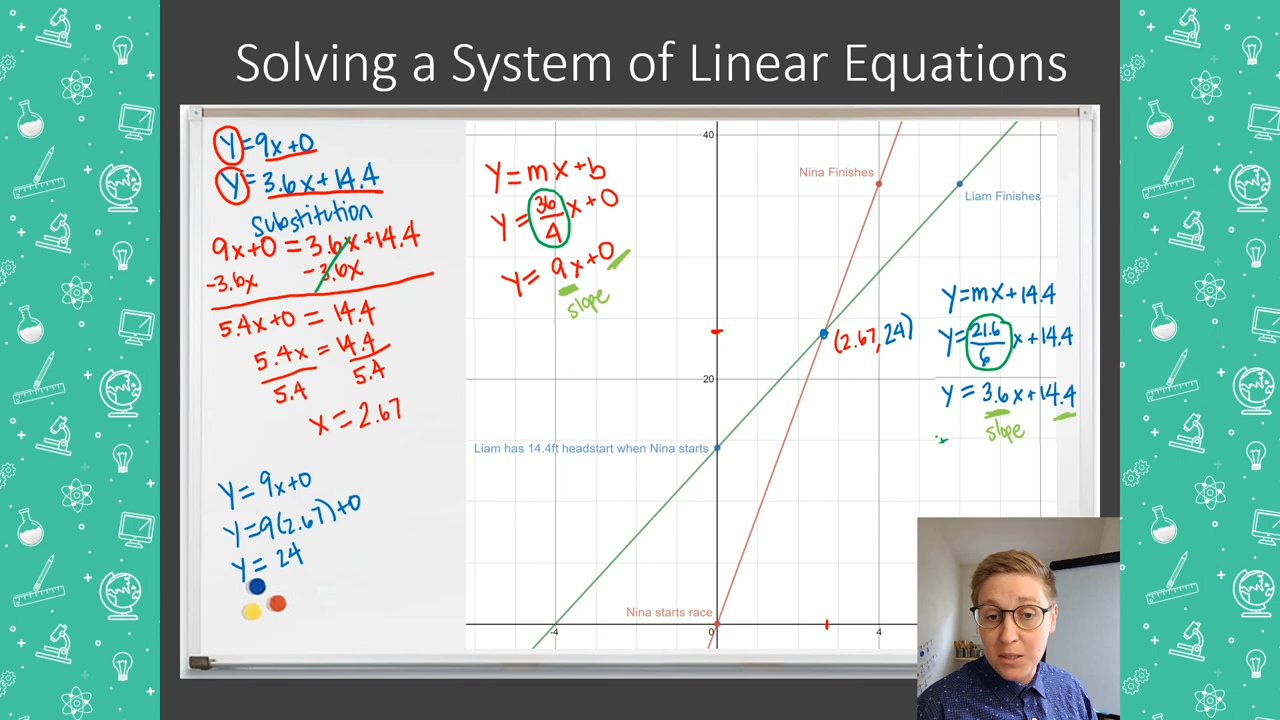 Solving a System of Linear Equations
Y=9x+0
Y=3.6x+14.4
Substitution
9x+0=3.6x+14.4
-3.6x -3.6x
5.4x+0=14.4
5.4x=14.4
5.4 5.4
x=2.67
Y=9x+0
Y=9(2.67)+0
Y=24
Y=mx+b
Y=36/4x+0
Y=9x+0
slope
40
Nina Finishes
Liam Finishes
(2.67,24)
20
Liam has 14.4ft headstart when Nina starts
Nina starts race
-4
0
4
Y=mx+14.4
Y=21.6/6x+14.4
Y=3.6x+14.4
slope